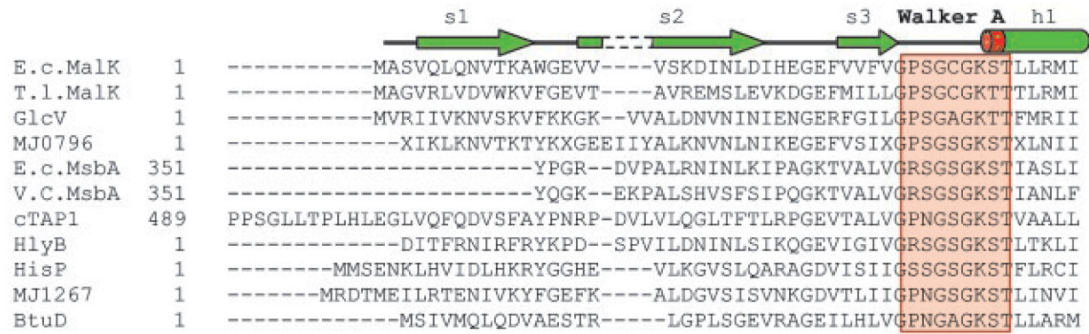 s1 s2 s3 Walker A h1
E.c.MalK 1 ---------------MASVQLQNVTKAWGEVV----VSKDINLDIHEGEFVVFVGPSGCGKSTLLRMI
T.l.MalK 1 ---------------MAGVRLVDVWKVFGEVT----AVREMSLEVKDGEFMILLGPSGCGKTTTLRMI
GlcV 1 ---------------MVRIIVKNVSKVFKKGK--VVALDNVNINIENGERFGILGPSGAGKTTFMRII
MJ0796 1 ---------------XIKLKNVTKTYKXGEEIIYALKNVNLNIKEGEFVSIXGPSGSGKSTXLNII
E.c.MsbA 351 ------------------------YPGR--DVPALRNINLKIPAGKTVALVGRSGSGKSTIASLI
V.C.MsbA 351 ------------------------YQGK--EKPALSHVSFSIPQGKTVALVGRSGSGKSTIANLF
cTAP1 489 PPSGLLTPLHLEGLVQFQDVSFAYPNRP-DVLVLQGLTFTLRPGEVTALVGPNGSGKSTVAALL
HlyB 1 ---------------DITFRNIRFRYKPD--SPVILDNINLSIKQGEVIGIVGRSGSGKSTLTKLI
HisP 1 --------MMSENKLHVIDLHKRYGGHE----VLKGVSLQARAGDVISIIGSSGSGKSTFLRCI
MJ1267 1 -------MRDTMEILRTENIVKYFGEFK----ALDGVSISVNKGDVTLIIGPNGSGKSTLINVI
BtuD 1 -------------MSIVMQLQDVAESTR----LGPLSGEVRAGEILHLVGPNGAGKSTLLARM